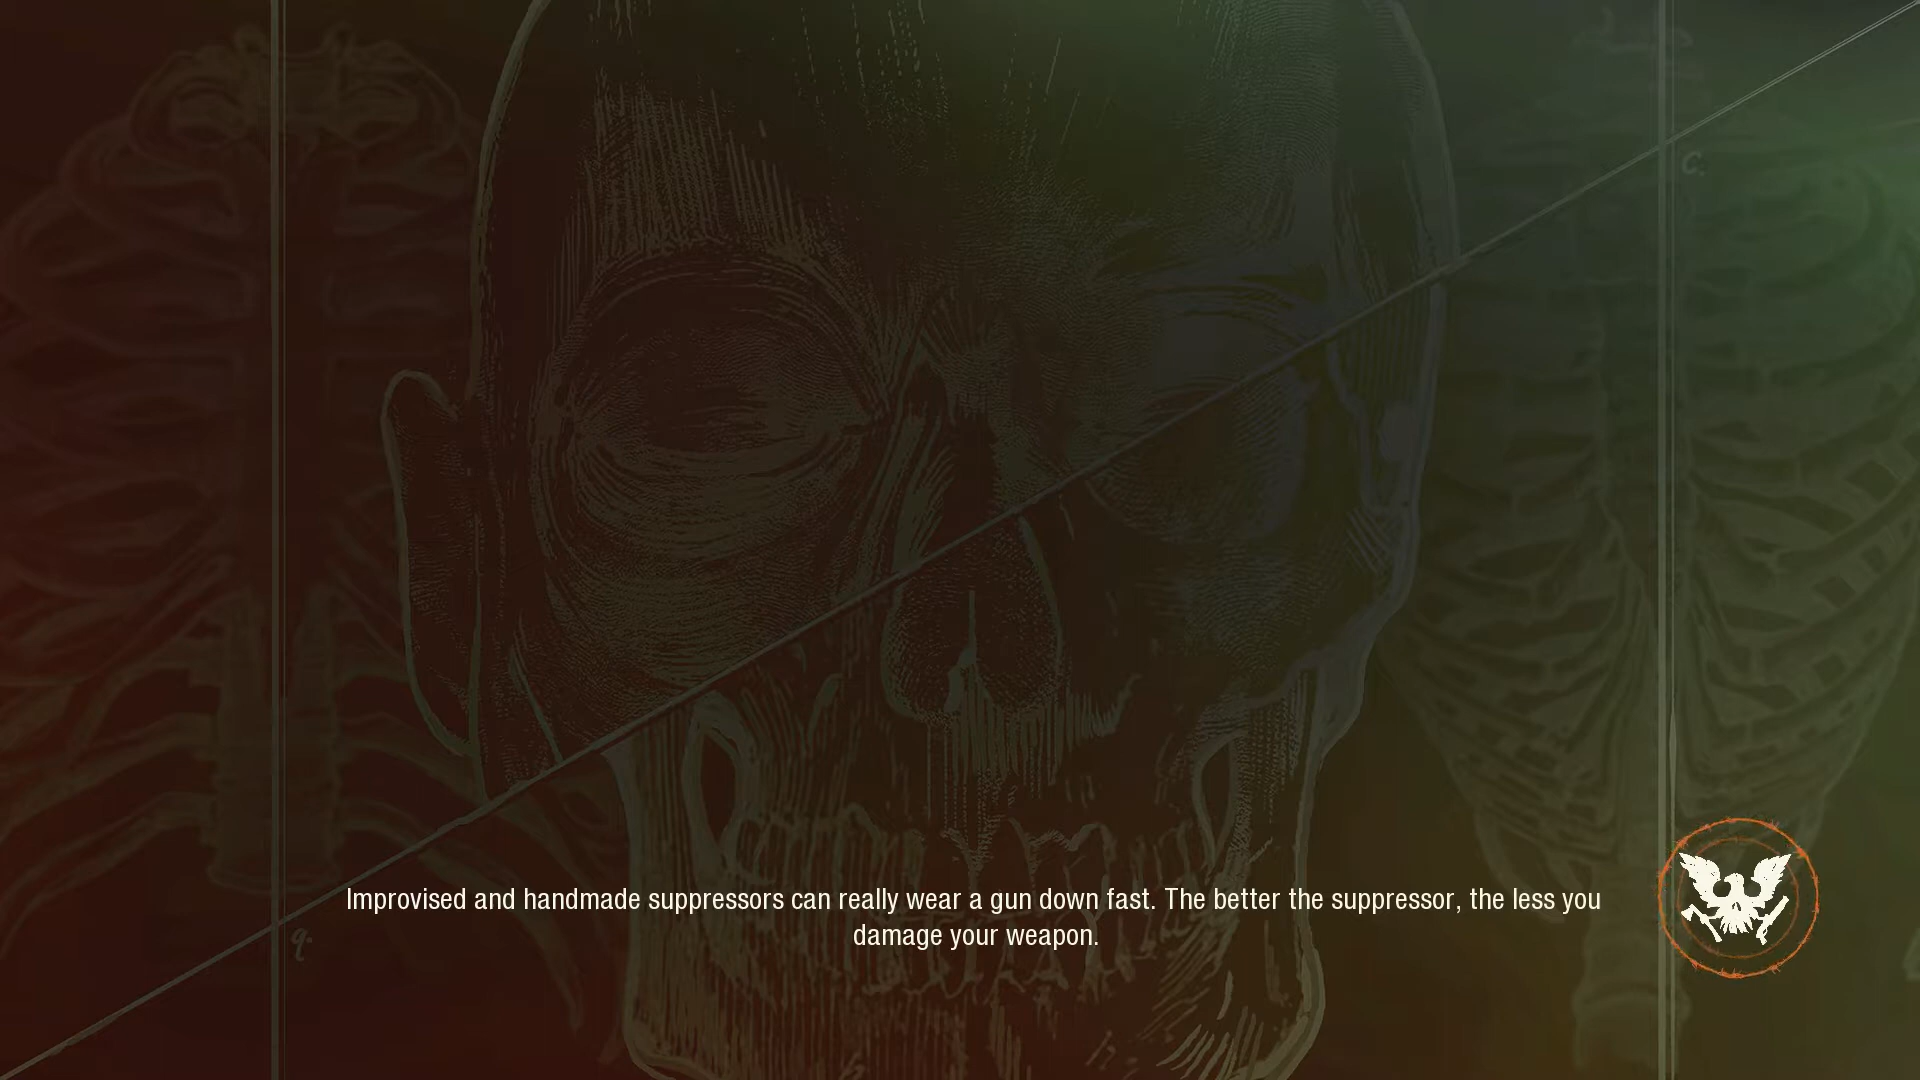 C.
Improvised and handmade suppressors can really wear a gun down fast. The better the suppressor, the less you
damage your weapon.
q.